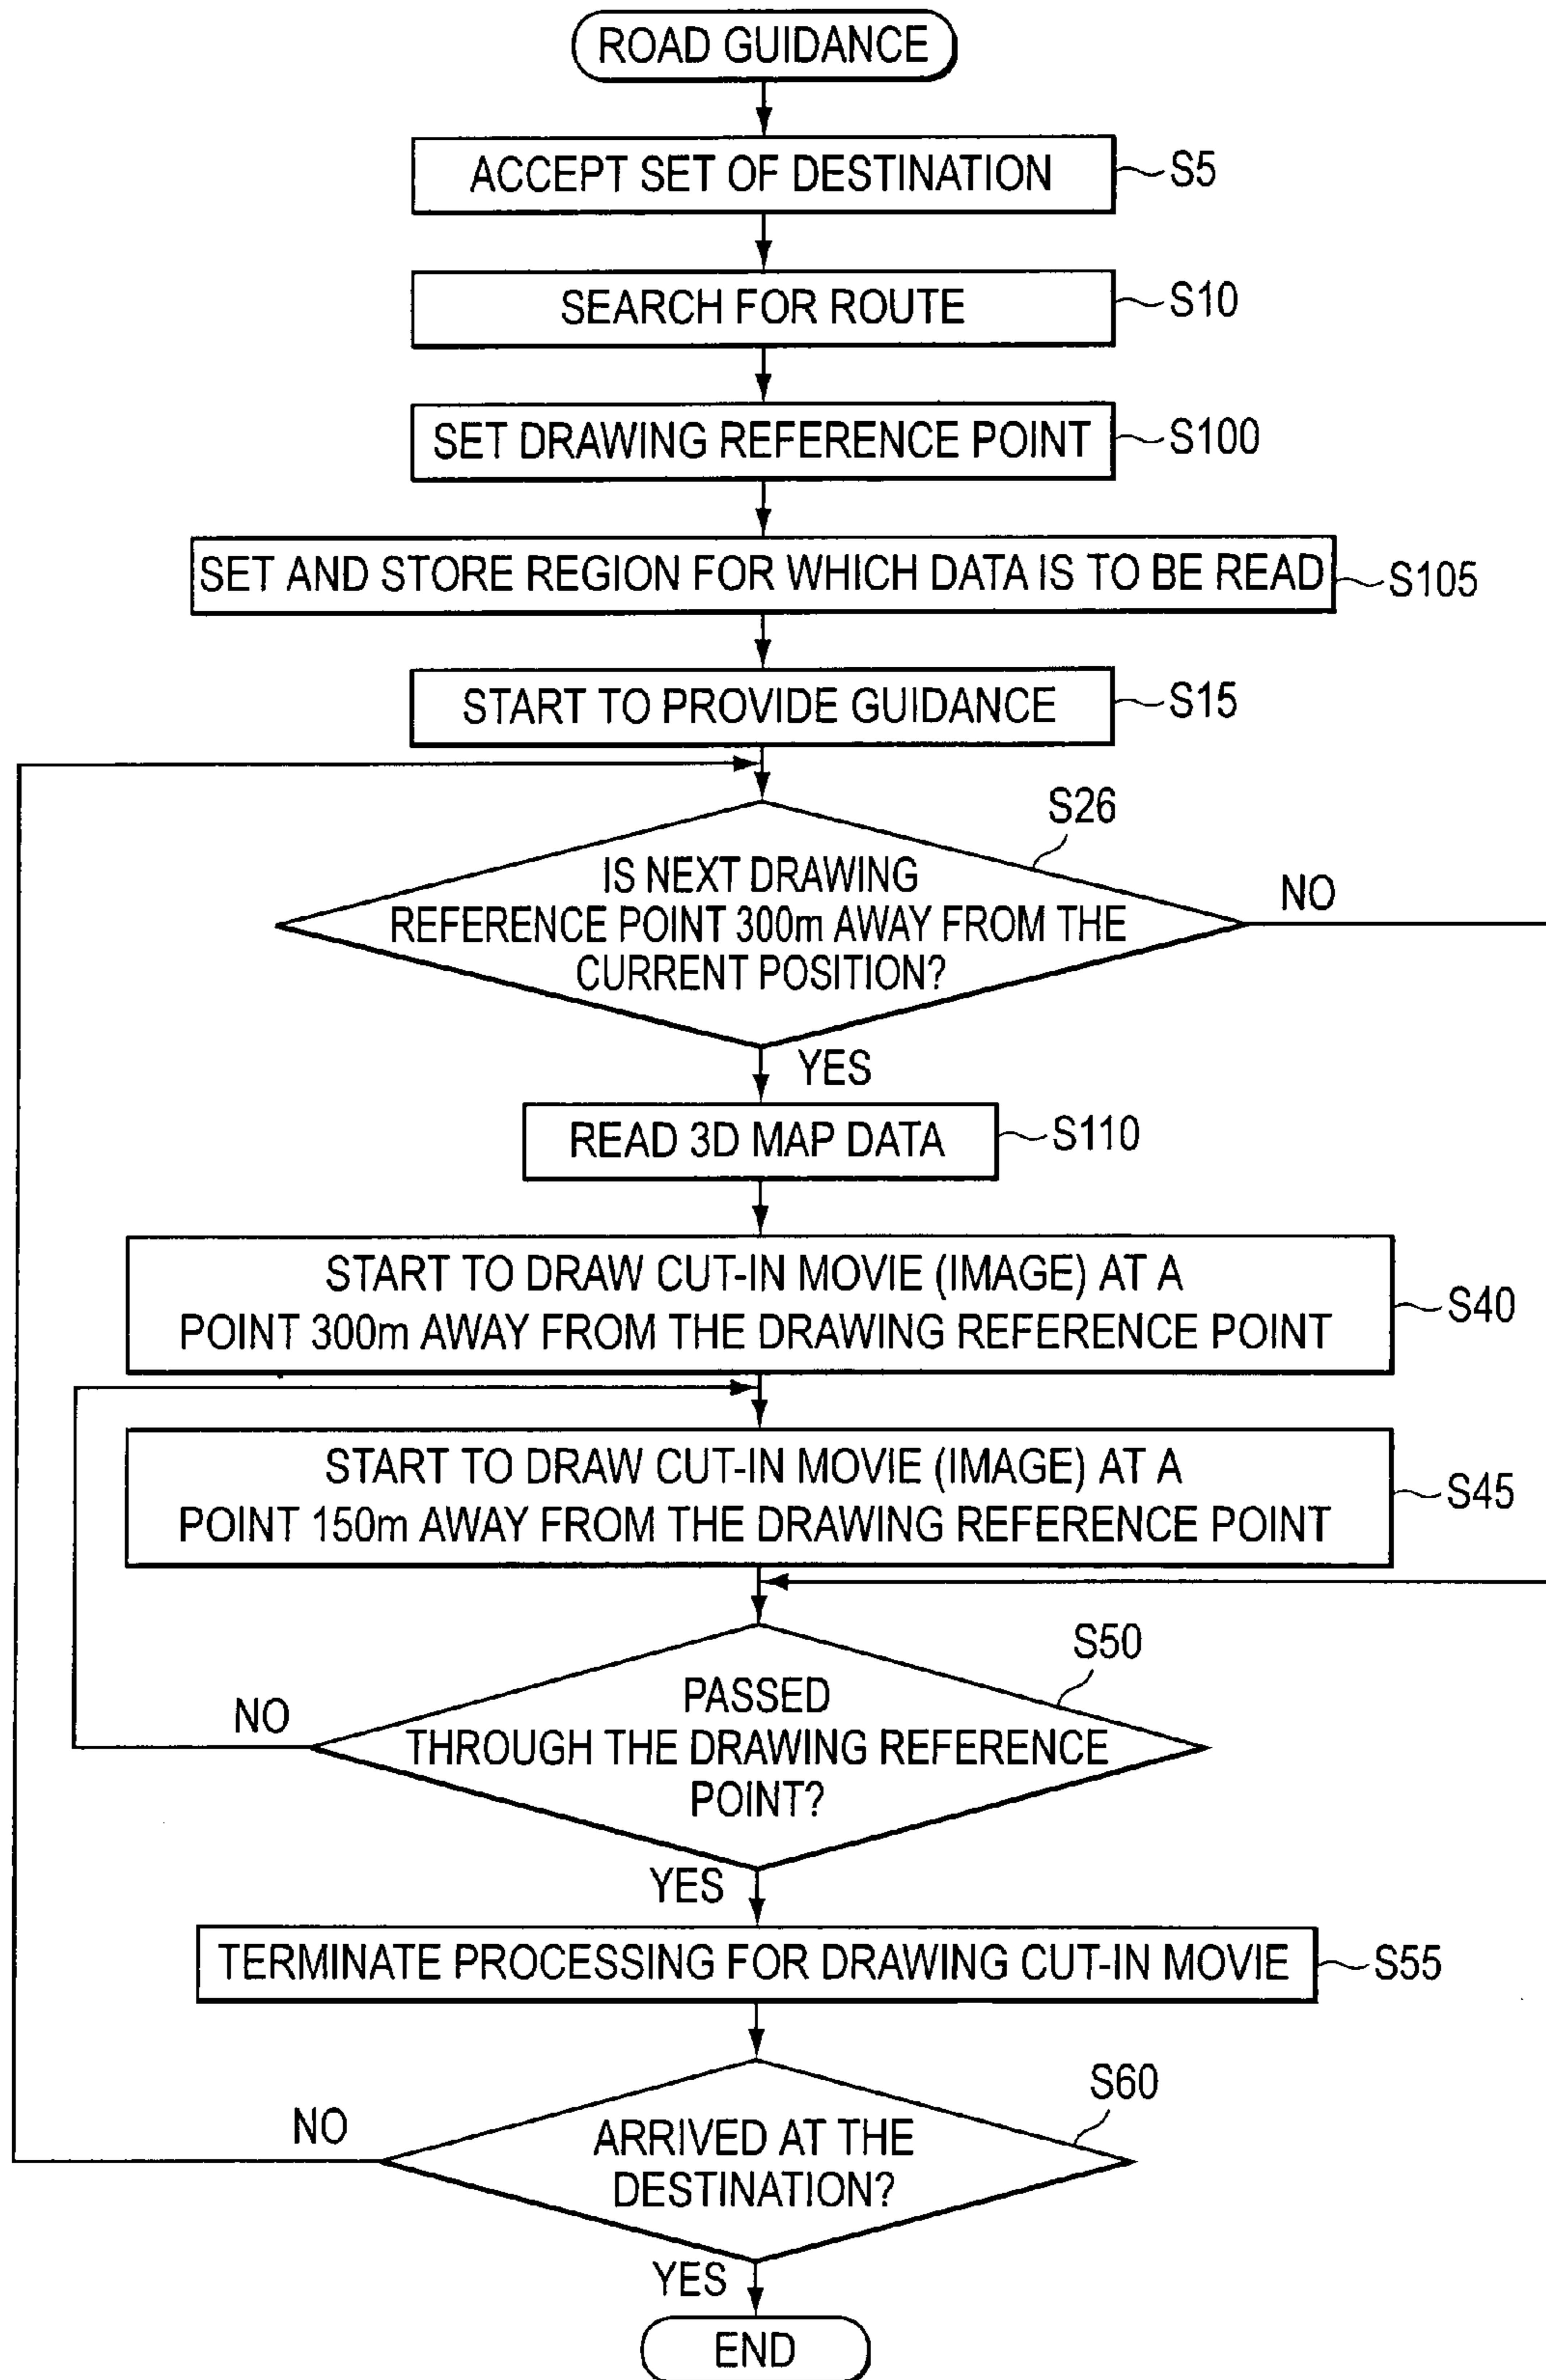 ROAD GUIDANCE
ACCEPT SET OF DESTINATION
S5
SEARCH FOR ROUTE
S10
SET DRAWING REFERENCE POINT
S100
SET AND STORE REGION FOR WHICH DATA IS TO BE READ
S105
START TO PROVIDE GUIDANCE
S15
S26
IS NEXT DRAWING
REFERENCE POINT 300m AWAY FROM THE
CURRENT POSITION?
NO
YES
READ 3D MAP DATA
S110
START TO DRAW CUT-IN MOVIE (IMAGE) AT A
POINT 300m AWAY FROM THE DRAWING REFERENCE POINT
S40
START TO DRAW CUT-IN MOVIE (IMAGE) AT A
POINT 150m AWAY FROM THE DRAWING REFERENCE POINT
S45
S50
PASSED
THROUGH THE DRAWING REFERENCE
POINT?
NO
YES
TERMINATE PROCESSING FOR DRAWING CUT-IN MOVIE
S55
S60
ARRIVED AT THE
DESTINATION?
NO
YES
END